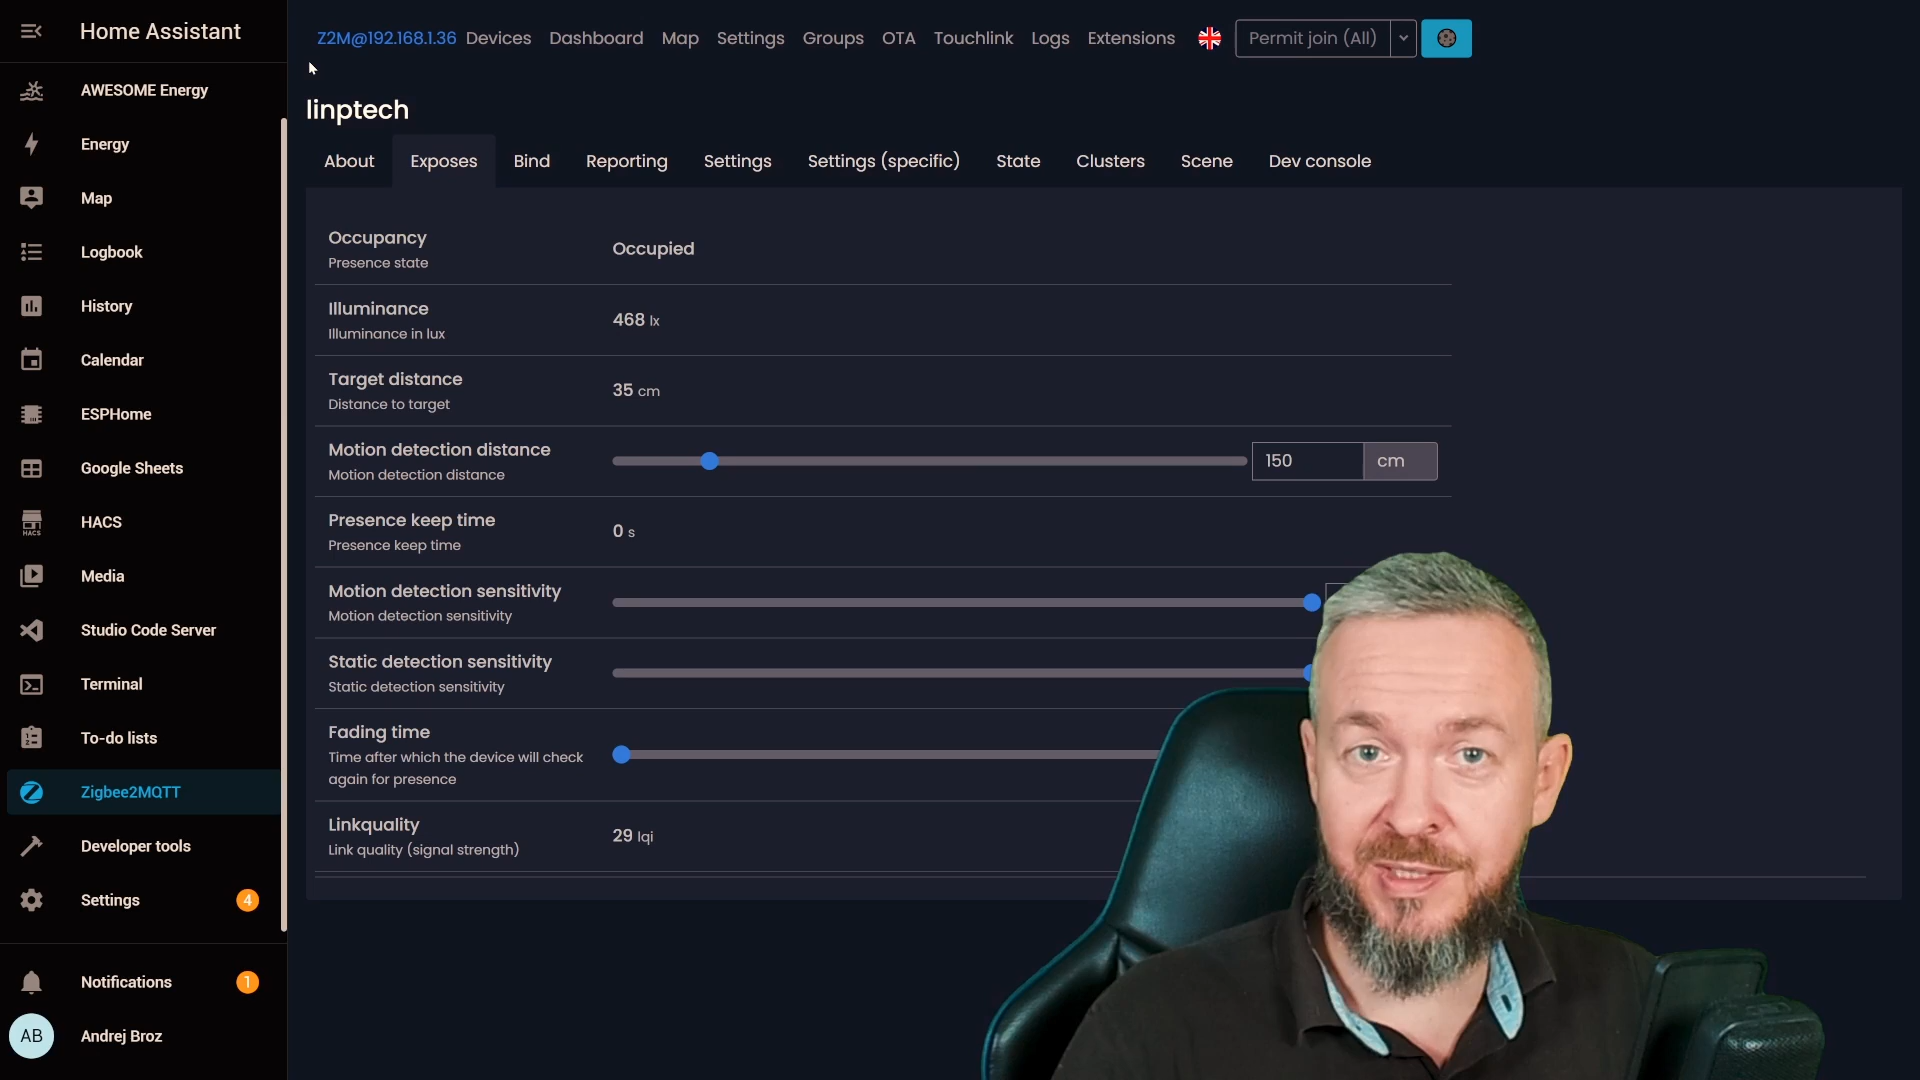 Home Assistant
AWESOME Energy
Energy
Map
Logbook
History
Calendar
ESPHome
Google Sheets
HACS
HACS
Media
Studio Code Server
Terminal
To-do lists
Zigbee2MQTT
Developer tools
Settings 4
Notifications 1
AB Andrej Broz
Z2M@192.168.1.36 Devices Dashboard Map Settings Groups OTA Touchlink Logs Extensions Permit join (All)
linptech
About Exposes Bind Reporting Settings Settings (specific) State Clusters Scene Dev console
Occupancy
Presence state
Occupied
Illuminance
Illuminance in lux
468 lx
Target distance
Distance to target
35 cm
Motion detection distance
Motion detection distance
150 cm
Presence keep time
Presence keep time
0 s
Motion detection sensitivity
Motion detection sensitivity
Static detection sensitivity
Static detection sensitivity
Fading time
Time after which the device will check
again for presence
Linkquality
Link quality (signal strength)
29 lqi